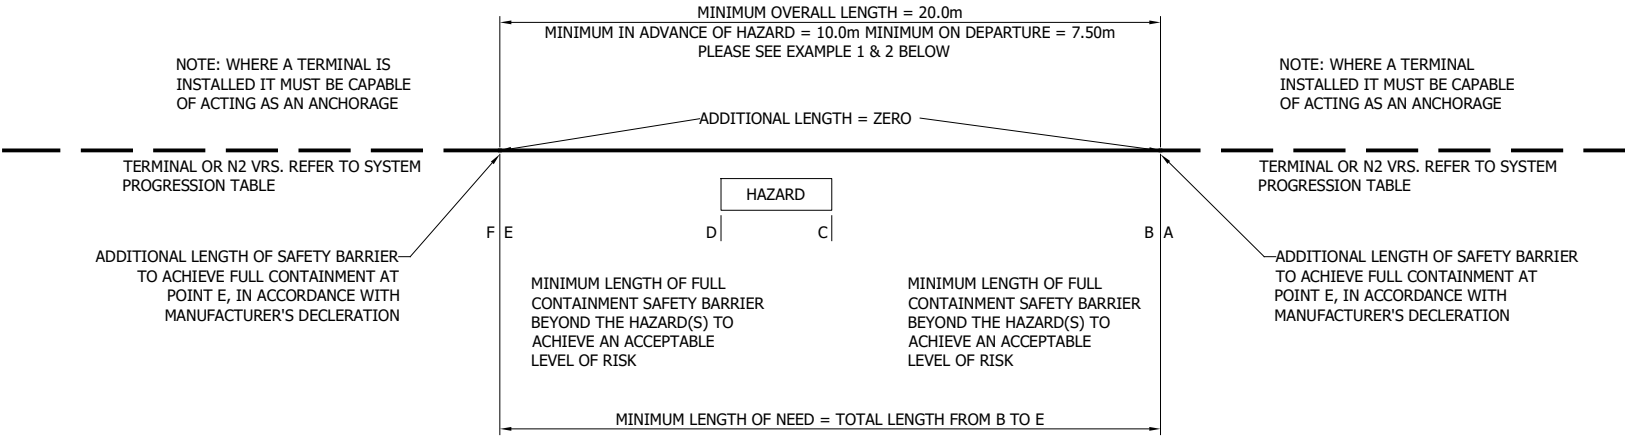 MINIMUM OVERALL LENGTH = 20.0m
MINIMUM IN ADVANCE OF HAZARD = 10.0m MINIMUM ON DEPARTURE = 7.50m
PLEASE SEE EXAMPLE 1 & 2 BELOW
NOTE: WHERE A TERMINAL IS
INSTALLED IT MUST BE CAPABLE
OF ACTING AS AN ANCHORAGE
NOTE: WHERE A TERMINAL
INSTALLED IT MUST BE CAPABLE
OF ACTING AS AN ANCHORAGE
ADDITIONAL LENGTH = ZERO
TERMINAL OR N2 VRS. REFER TO SYSTEM
PROGRESSION TABLE
TERMINAL OR N2 VRS. REFER TO SYSTEM
PROGRESSION TABLE
HAZARD
F E D C B A
ADDITIONAL LENGTH OF SAFETY BARRIER
TO ACHIEVE FULL CONTAINMENT AT
POINT E, IN ACCORDANCE WITH
MANUFACTURER'S DECLERATION
MINIMUM LENGTH OF FULL
CONTAINMENT SAFETY BARRIER
BEYOND THE HAZARD(S) TO
ACHIEVE AN ACCEPTABLE
LEVEL OF RISK
MINIMUM LENGTH OF FULL
CONTAINMENT SAFETY BARRIER
BEYOND THE HAZARD(S) TO
ACHIEVE AN ACCEPTABLE
LEVEL OF RISK
ADDITIONAL LENGTH OF SAFETY BARRIER
TO ACHIEVE FULL CONTAINMENT AT
POINT E, IN ACCORDANCE WITH
MANUFACTURER'S DECLERATION
MINIMUM LENGTH OF NEED = TOTAL LENGTH FROM B TO E